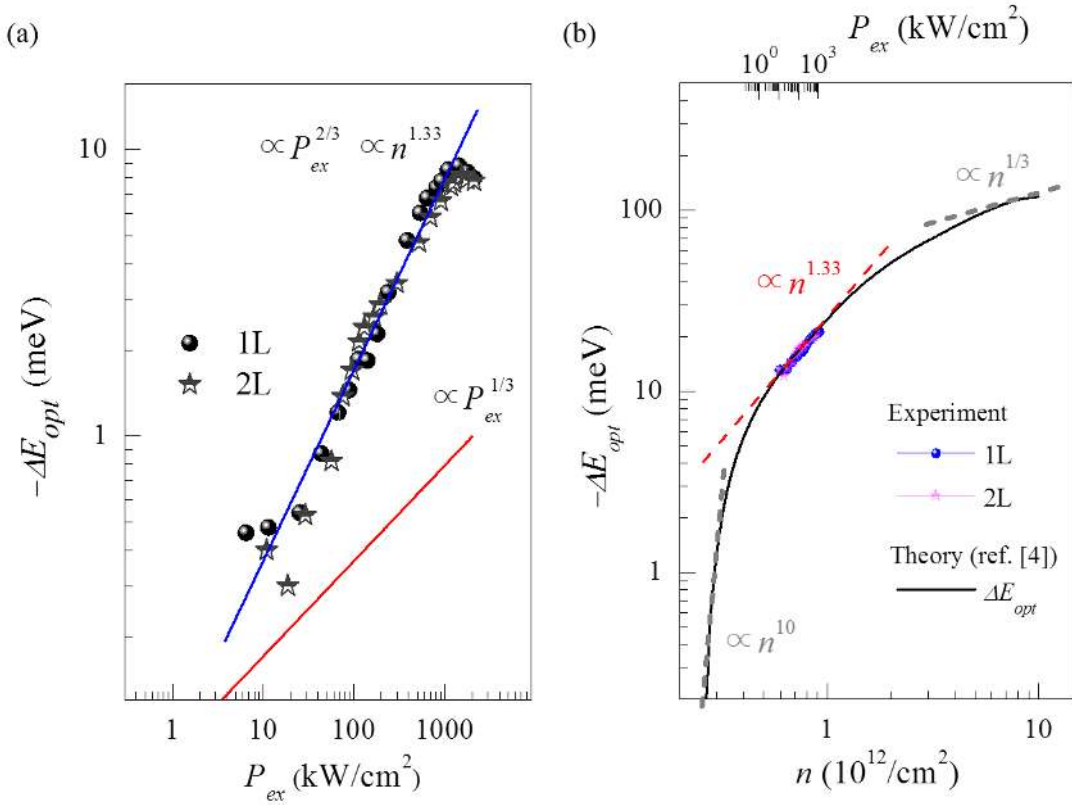 (a)
∝ P_ex^{2/3} ∝ n^{1.33}
10
1L
2L
∝ P_ex^{1/3}
1
−ΔE_opt (meV)
1 10 100 1000
P_ex (kW/cm²)
(b)
P_ex (kW/cm²)
10⁰ 10³
∝ n^{1/3}
100
∝ n^{1.33}
10
−ΔE_opt (meV)
Experiment
1L
2L
Theory (ref. [4])
ΔE_opt
1
∝ n^{10}
1 10
n (10¹²/cm²)